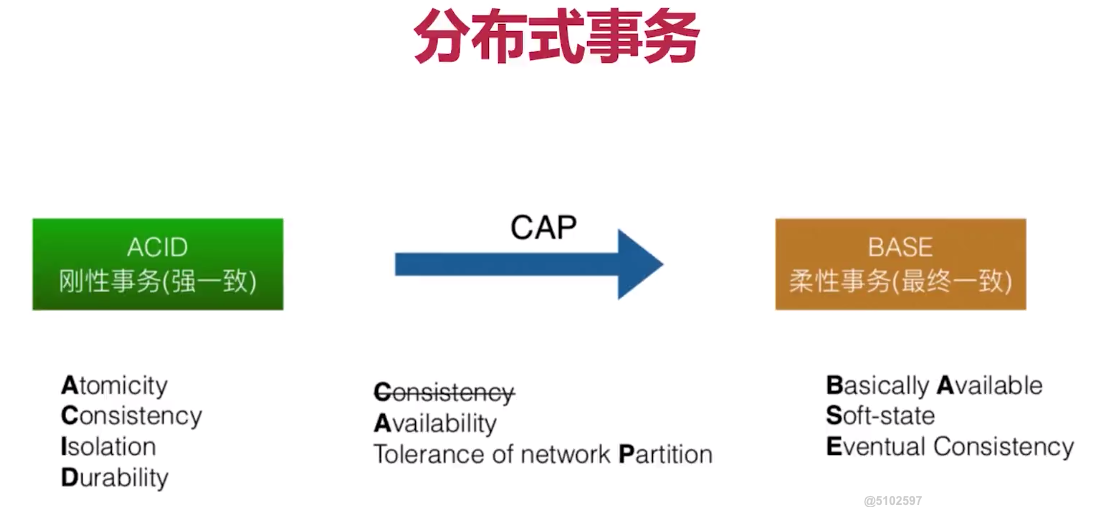 分布式事务
ACID
刚性事务(强一致)
CAP
BASE
柔性事务(最终一致)
Atomicity
Consistency
Isolation
Durability
Consistency
Availability
Tolerance of network Partition
Basically Available
Soft-state
Eventual Consistency
@5102597